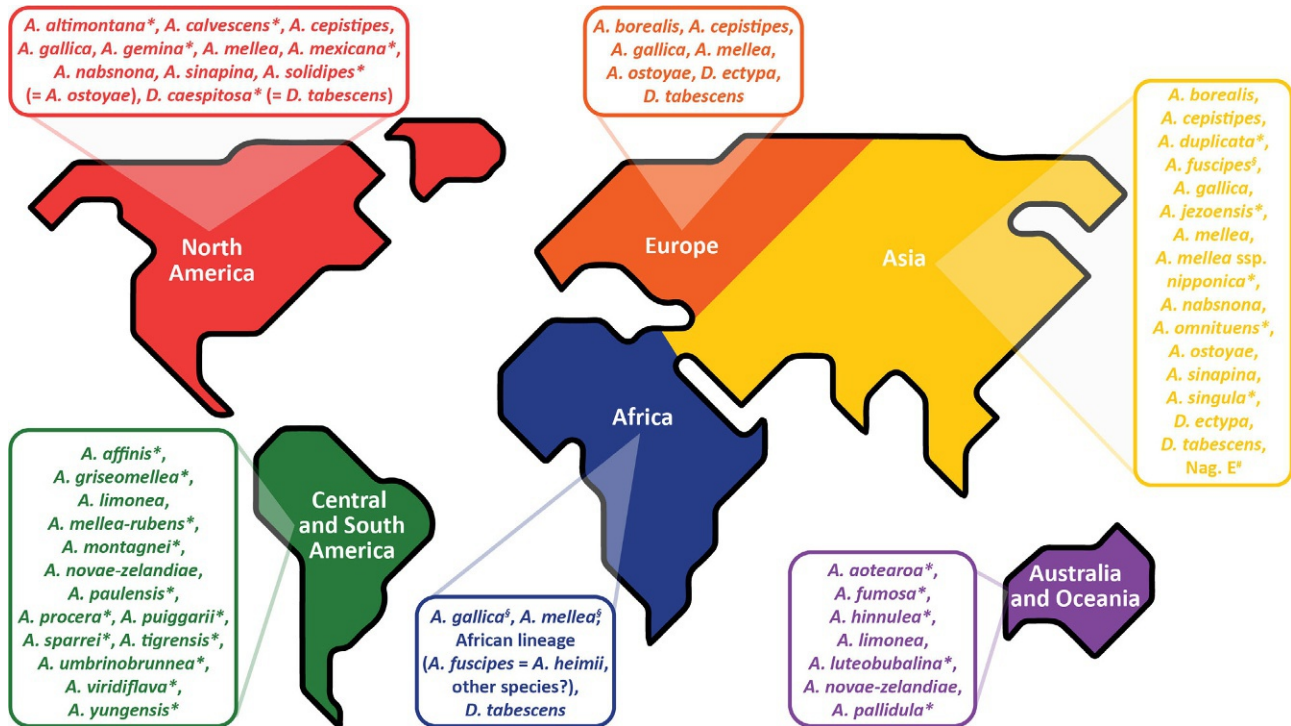 A. altimontana*, A. calvescens*, A. cepistipes,
A. gallica, A. gemina*, A. mellea, A. mexicana*,
A. nabsnona, A. sinapina, A. solidipes*
(= A. ostoyae), D. caespitosa* (= D. tabescens)
A. borealis, A. cepistipes,
A. gallica, A. mellea,
A. ostoyae, D. ectypa,
D. tabescens
A. borealis,
A. cepistipes,
A. duplicata*,
A. fuscipes§,
A. gallica,
A. jezoensis*,
A. mellea,
A. mellea ssp.
nipponica*,
A. nabsnona,
A. omnituens*,
A. ostoyae,
A. sinapina,
A. singula*,
D. ectypa,
D. tabescens,
Nag. E#
North
America
Europe
Asia
Africa
Central
and South
America
Australia
and Oceania
A. affinis*,
A. griseomellea*,
A. limonea,
A. mellea-rubens*,
A. montagnei*,
A. novae-zelandiae,
A. paulensis*,
A. procera*, A. puiggarii*,
A. sparrei*, A. tigrensis*,
A. umbrinobrunnea*,
A. viridiflava*,
A. yungensis*
A. gallica§, A. mellea§,
African lineage
(A. fuscipes = A. heimii,
other species?),
D. tabescens
A. aotearoa*,
A. fumosa*,
A. hinnulea*,
A. limonea,
A. luteobubalina*,
A. novae-zelandiae,
A. pallidula*